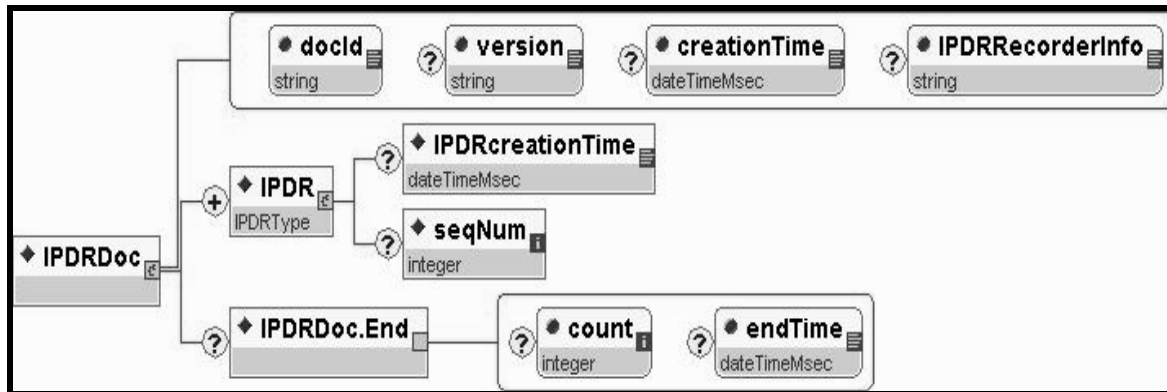 docId
string
? version
string
? creationTime
dateTimeMsec
? IPDRRecorderInfo
string
? IPDRcreationTime
dateTimeMsec
+ IPDR
IPDRType
? seqNum
integer
i
IPDRDoc
? IPDRDoc.End
? count
integer
i
? endTime
dateTimeMsec